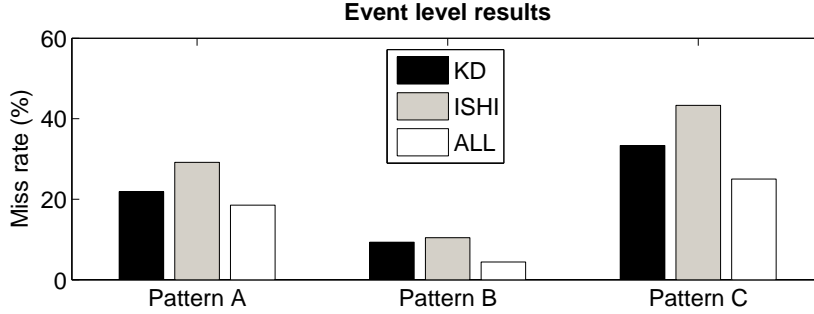 Event level results
Miss rate (%)
60
40
20
0
KD
ISHI
ALL
Pattern A Pattern B Pattern C